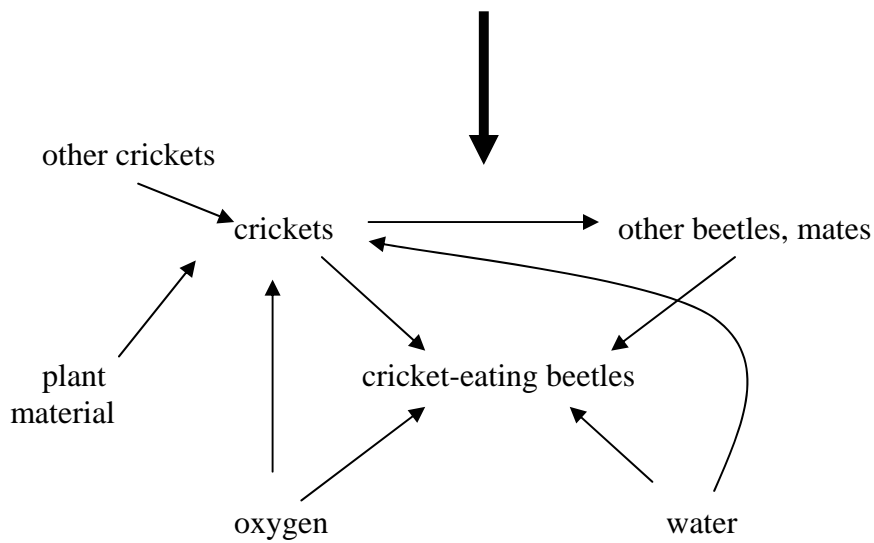 other crickets
crickets
other beetles, mates
plant
material
cricket-eating beetles
oxygen
water